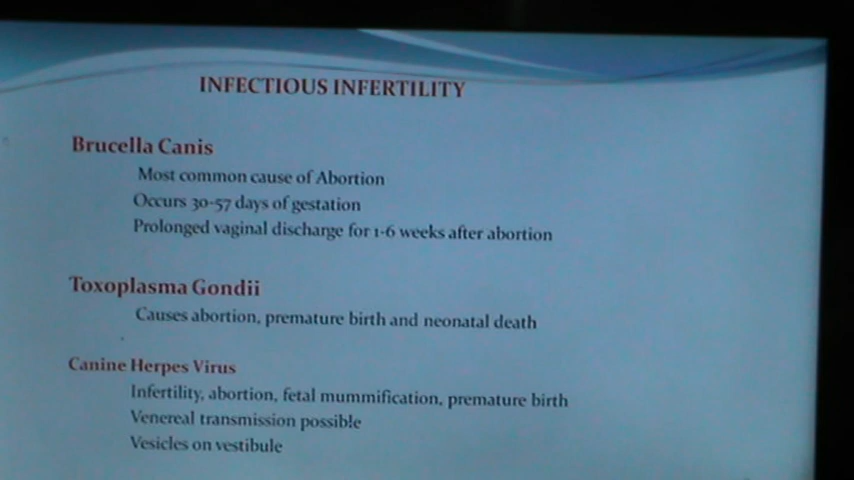 INFECTIOUS INFERTILITY
Brucella Canis
Most common cause of Abortion
Occurs 30-57 days of gestation
Prolonged vaginal discharge for 1-6 weeks after abortion
Toxoplasma Gondii
Causes abortion, premature birth and neonatal death
Canine Herpes Virus
Infertility, abortion, fetal mummification, premature birth
Venereal transmission possible
Vesicles on vestibule